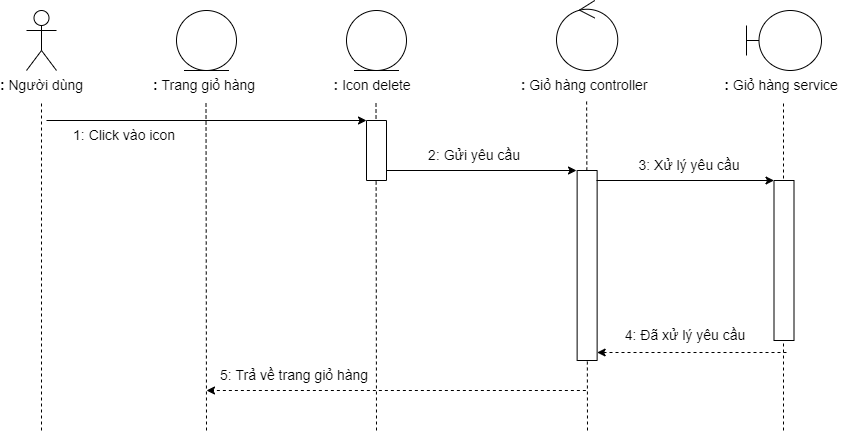 : Người dùng
: Trang giỏ hàng
: Icon delete
: Giỏ hàng controller
: Giỏ hàng service
1: Click vào icon
2: Gửi yêu cầu
3: Xử lý yêu cầu
4: Đã xử lý yêu cầu
5: Trả về trang giỏ hàng